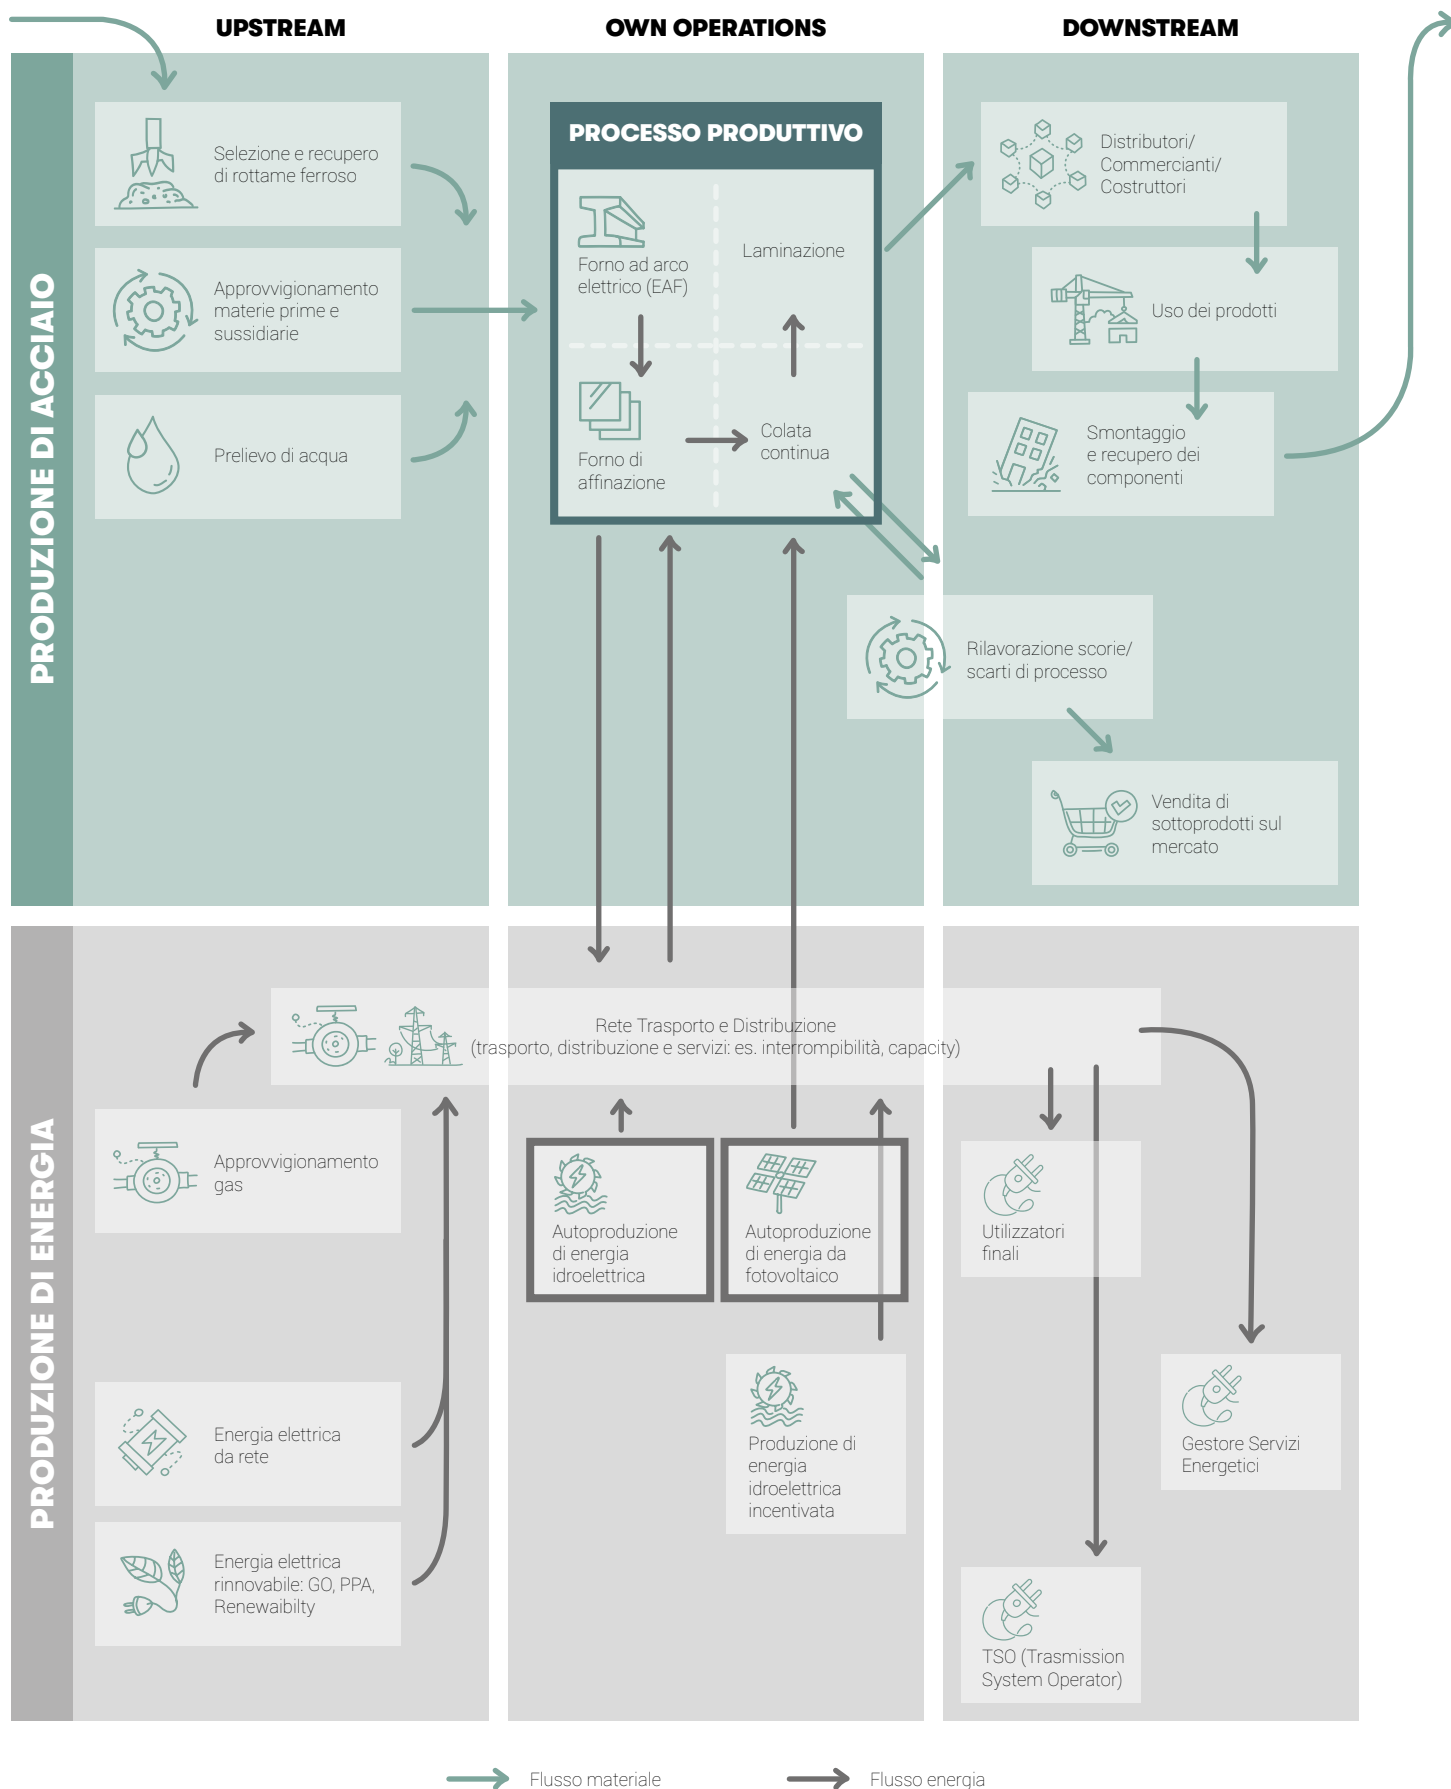 UPSTREAM
OWN OPERATIONS
DOWNSTREAM
PRODUZIONE DI ACCIAIO
Selezione e recupero
di rottame ferroso
Approvvigionamento
materie prime e
sussidiarie
Prelievo di acqua
PROCESSO PRODUTTIVO
Forno ad arco
elettrico (EAF)
Laminazione
Forno di
affinazione
Colata
continua
Distributori/
Commercianti/
Costruttori
Uso dei prodotti
Smontaggio
e recupero dei
componenti
Rilavorazione scorie/
scarti di processo
Vendita di
sottoprodotti sul
mercato
PRODUZIONE DI ENERGIA
Rete Trasporto e Distribuzione
(trasporto, distribuzione e servizi: es. interrompibilità, capacity)
Approvvigionamento
gas
Energia elettrica
da rete
Energia elettrica
rinnovabile: GO, PPA,
Renewaibilty
Autoproduzione
di energia
idroelettrica
Autoproduzione
di energia da
fotovoltaico
Produzione di
energia
idroelettrica
incentivata
Utilizzatori
finali
Gestore Servizi
Energetici
TSO (Trasmission
System Operator)
Flusso materiale
Flusso energia